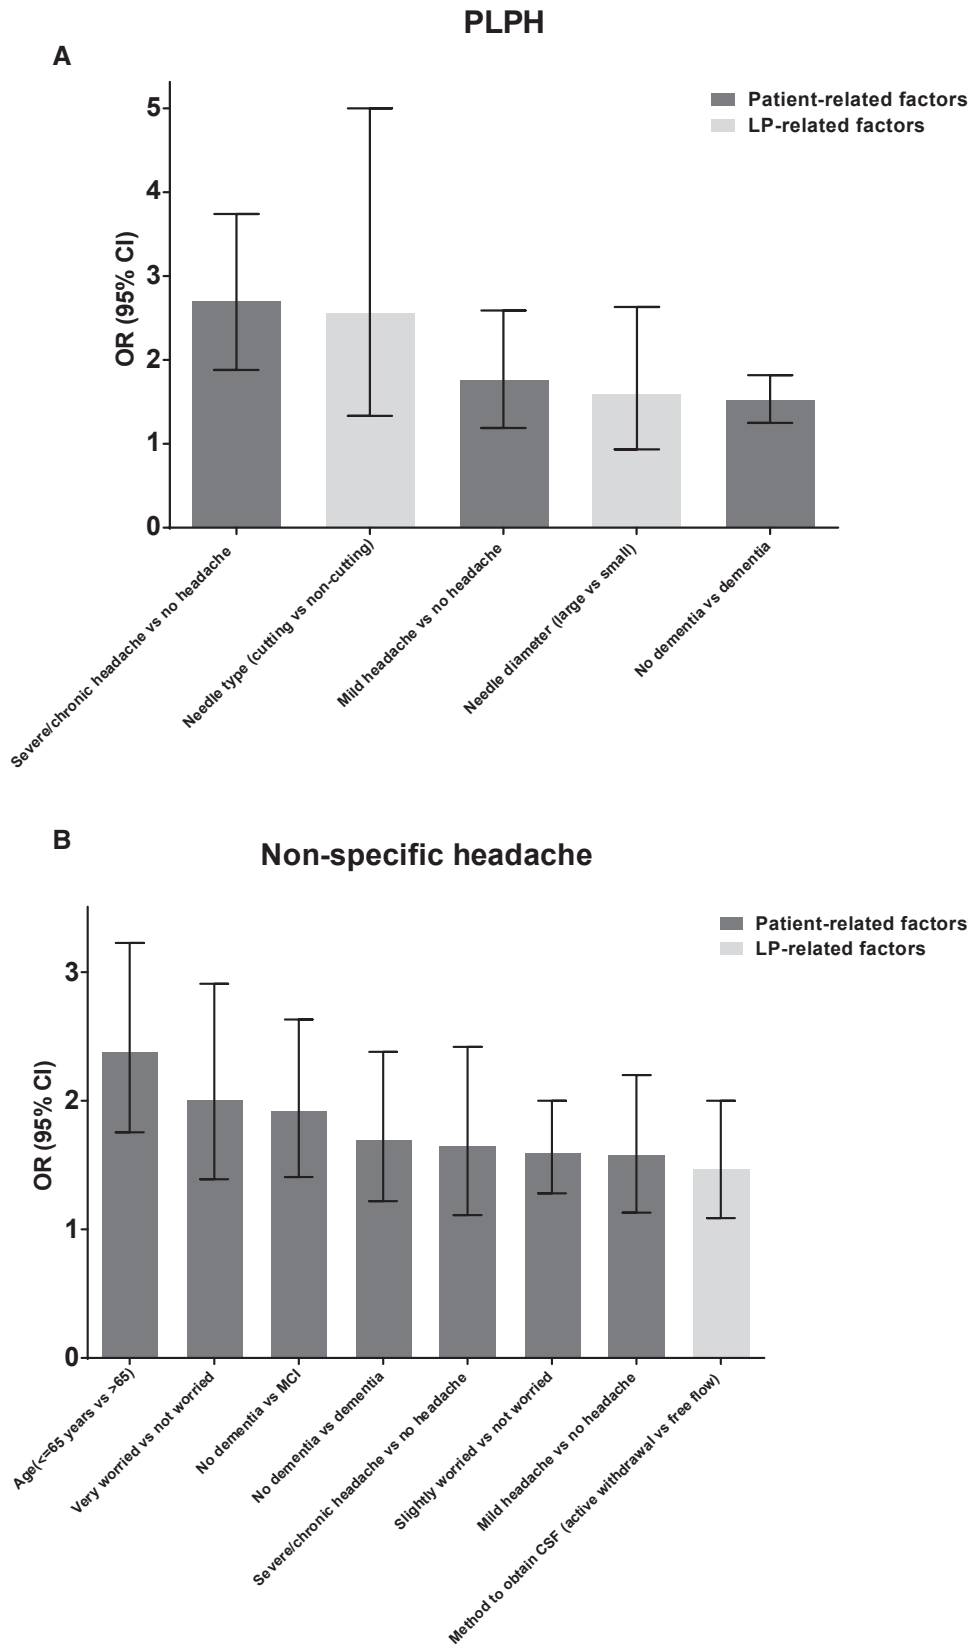 PLPH
A
Patient-related factors
LP-related factors
OR (95% CI)
5
4
3
2
1
0
Severe/chronic headache vs no headache
Needle type (cutting vs non-cutting)
Mild headache vs no headache
Needle diameter (large vs small)
No dementia vs dementia
B
Non-specific headache
Patient-related factors
LP-related factors
OR (95% CI)
3
2
1
0
Age(<=65 years vs >65)
Very worried vs not worried
No dementia vs MCI
No dementia vs dementia
Severe/chronic headache vs no headache
Slightly worried vs not worried
Mild headache vs no headache
Method to obtain CSF (active withdrawal vs free flow)